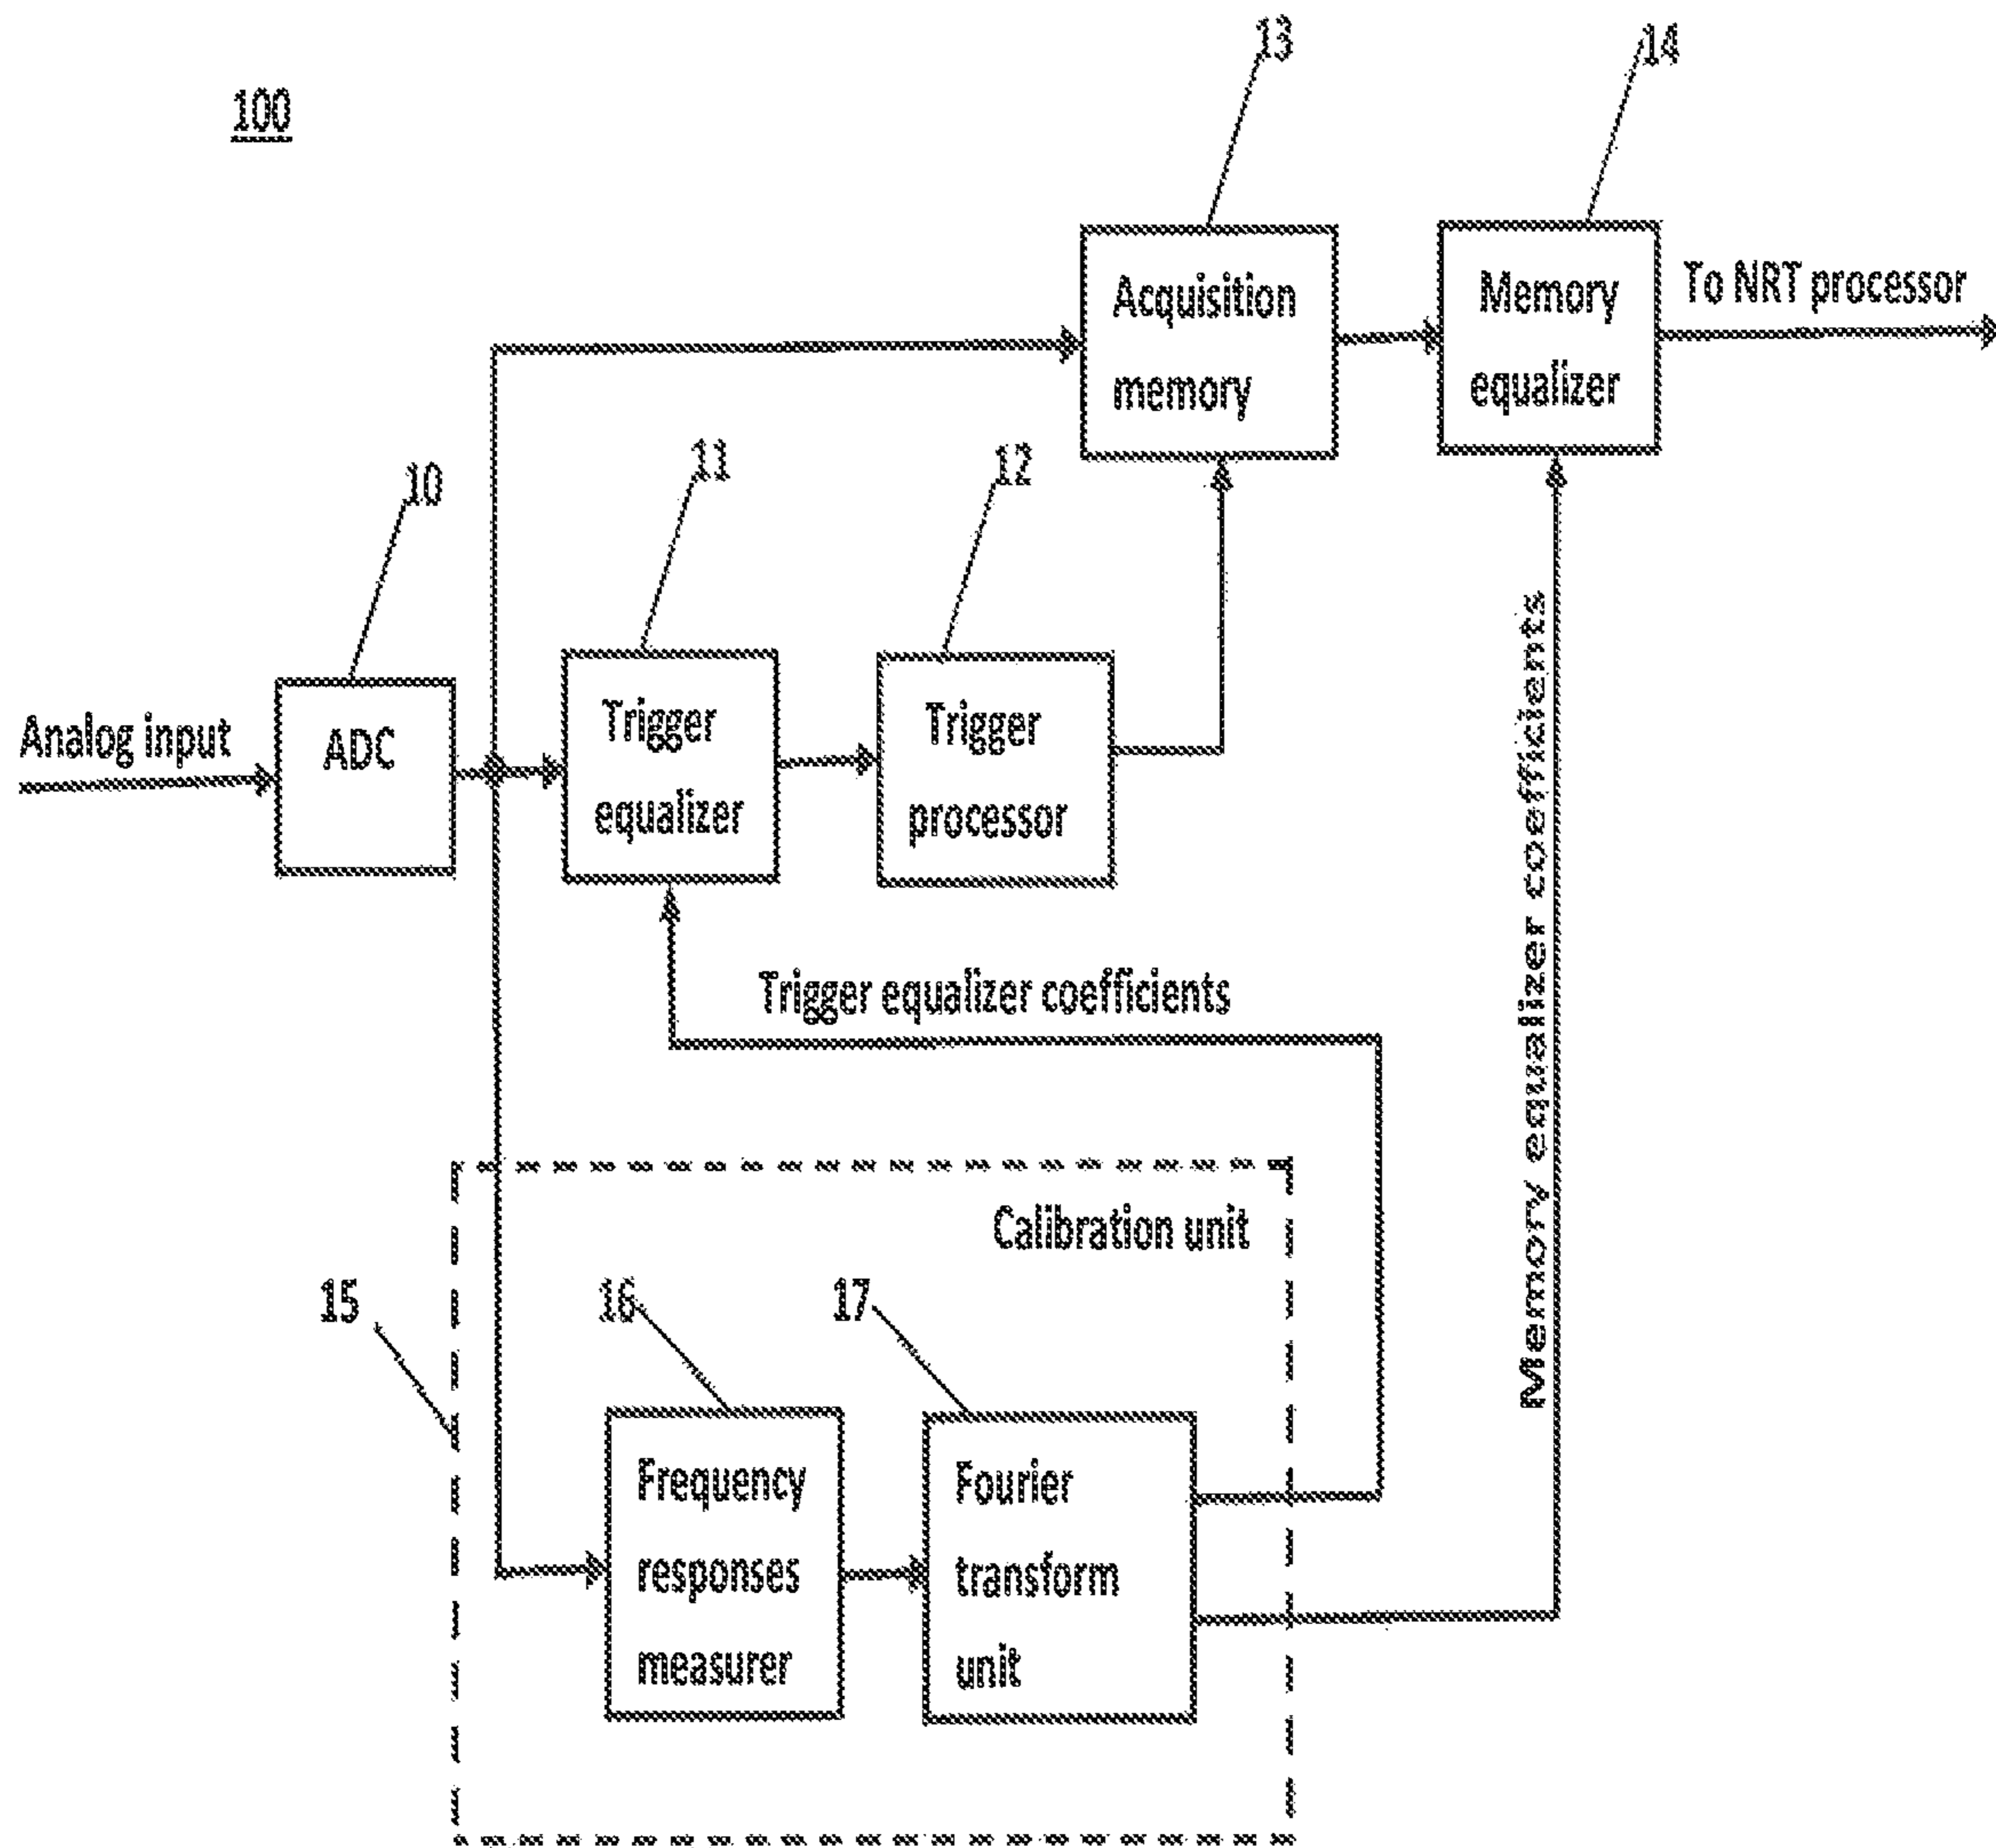 100
13
14
Acquisition
memory
Memory
equalizer
To NRT processor
10
11
12
Analog input
ADC
Trigger
equalizer
Trigger
processor
Trigger equalizer coefficients
Memory equalizer coefficients
Calibration unit
15
16
17
Frequency
responses
measurer
Fourier
transform
unit